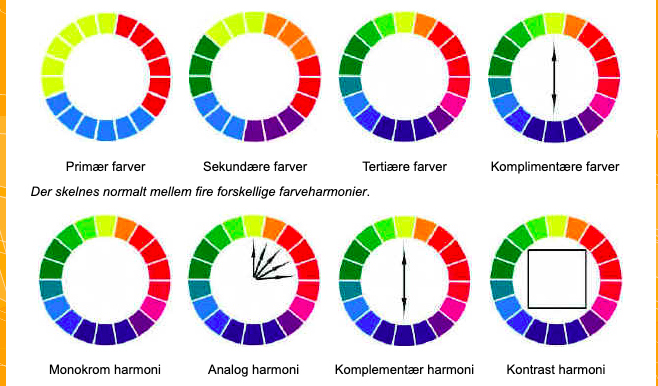 Primær farver
Sekundære farver
Tertiære farver
Komplimentære farver
Der skelnes normalt mellem fire forskellige farveharmonier.
Monokrom harmoni
Analog harmoni
Komplementær harmoni
Kontrast harmoni